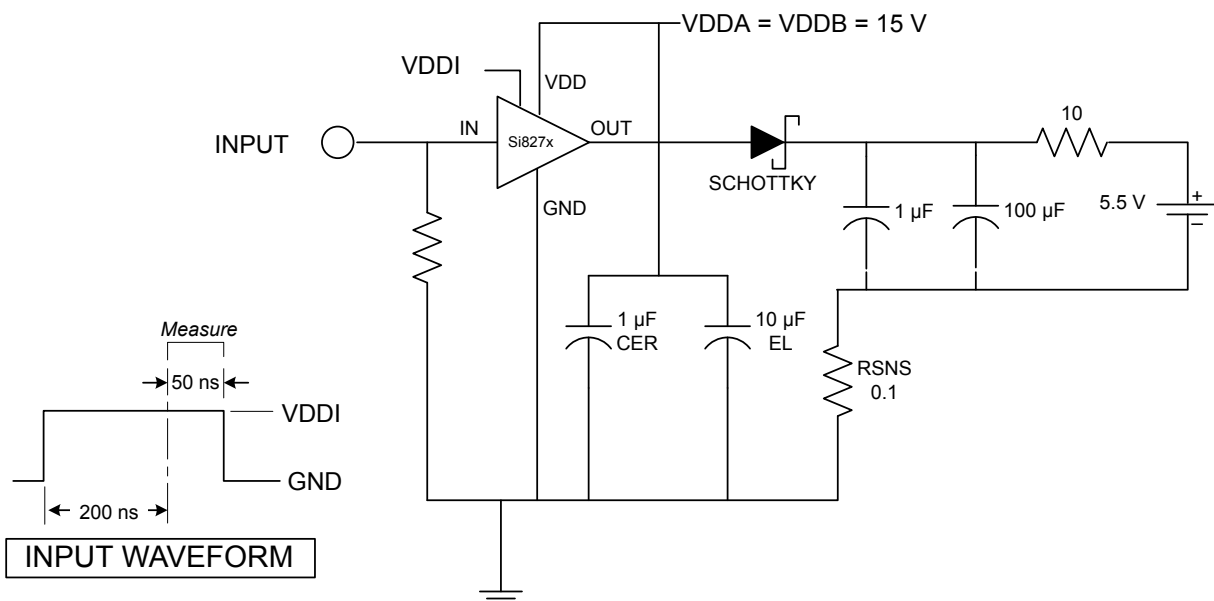 VDDA = VDDB = 15 V
VDDI
VDD
10
INPUT
IN
Si827x
OUT
SCHOTTKY
GND
1 µF
100 µF
5.5 V
+
–
1 µF
CER
10 µF
EL
RSNS
0.1
Measure
50 ns
VDDI
GND
200 ns
INPUT WAVEFORM